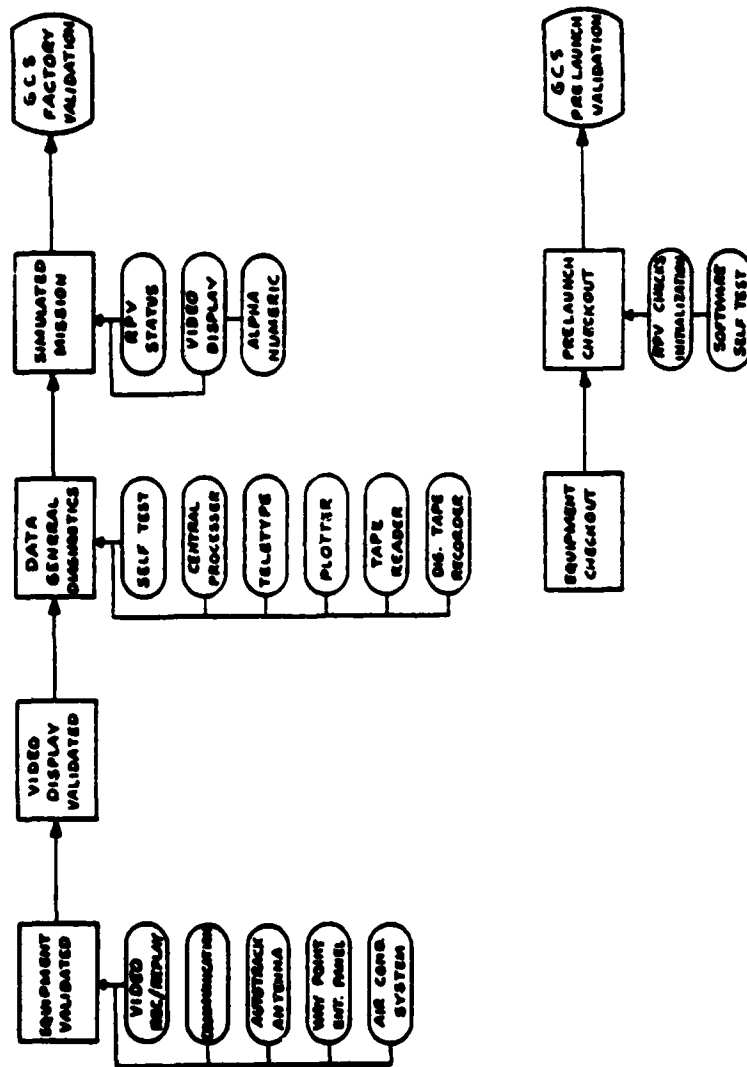 EQUIPMENT
VALIDATED
VIDEO
REC/REPLAY
COMMUNICATION
AUTOTRACK
ANTENNA
WAY POINT
ENT. PANEL
AIR COND
SYSTEM
VIDEO
DISPLAY
VALIDATED
DATA
GENERAL
DIAGNOSTICS
SELF TEST
CENTRAL
PROCESSER
TELETYPE
PLOTTER
TAPE
READER
DIG. TAPE
RECORDER
SIMULATED
MISSION
RPV
STATUS
VIDEO
DISPLAY
ALPHA
NUMERIC
GCS
FACTORY
VALIDATION
EQUIPMENT
CHECKOUT
PRELAUNCH
CHECKOUT
RPV CHECKS
INITIALIZATION
SOFTWARE
SELF TEST
GCS
PRELAUNCH
VALIDATION